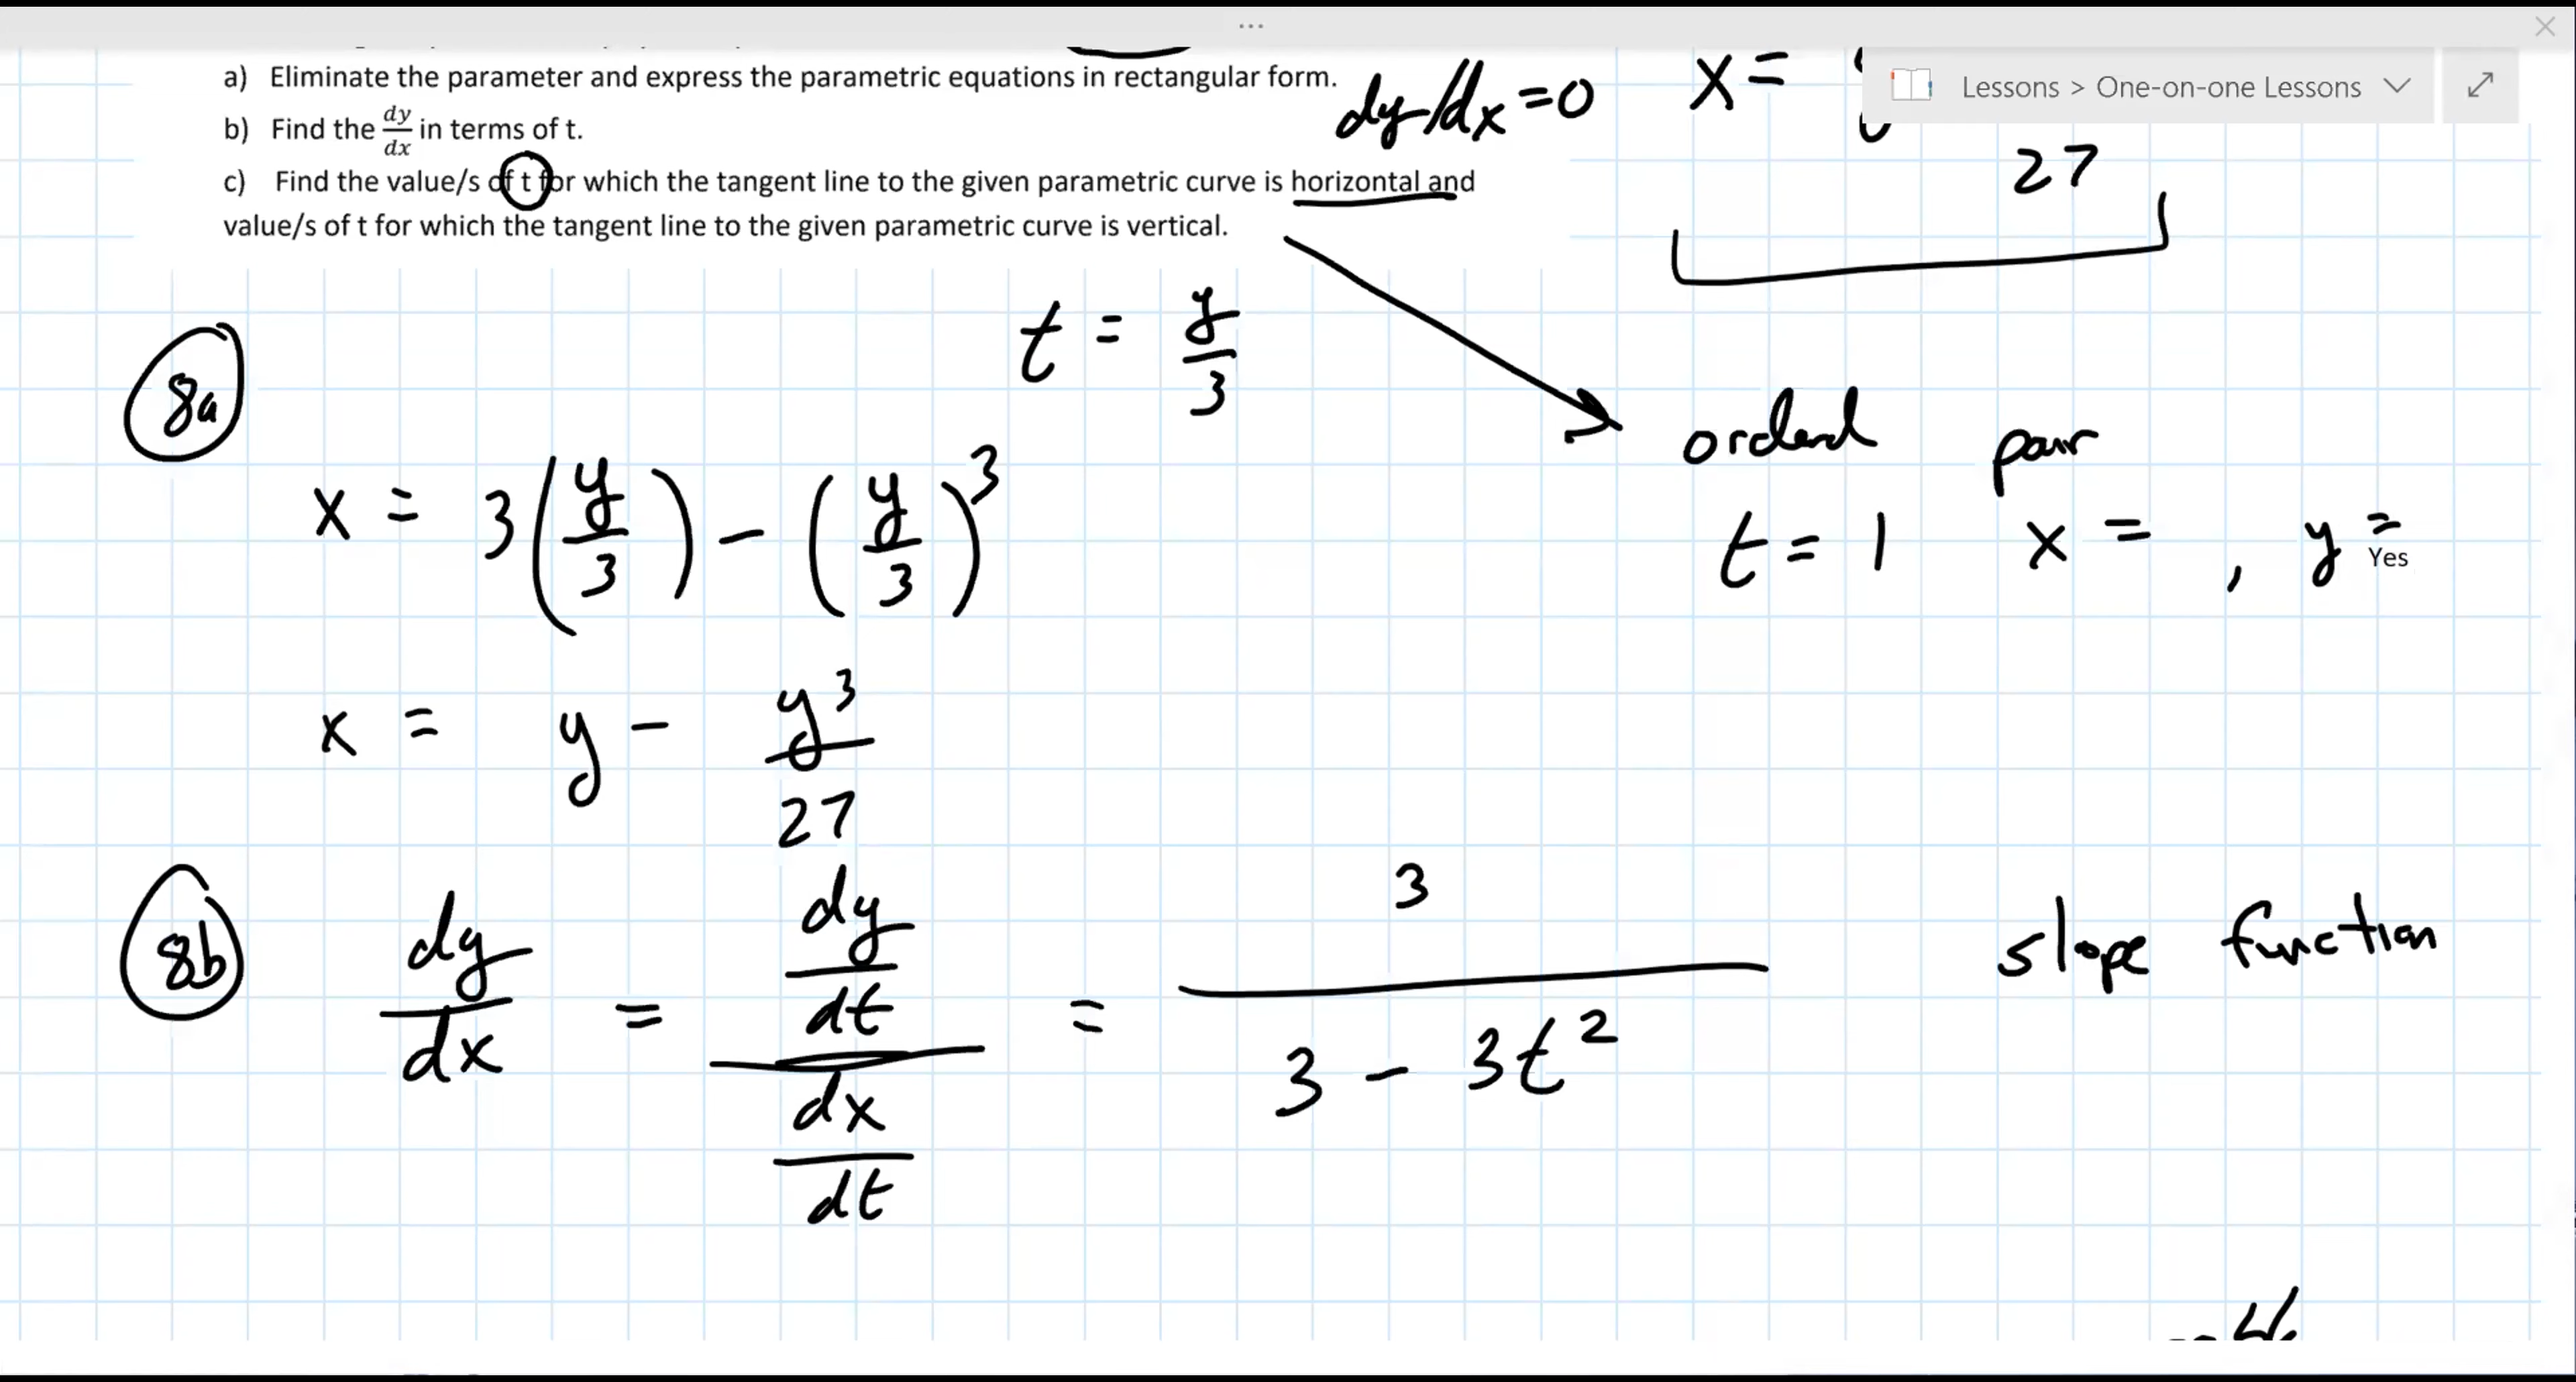 ...
a) Eliminate the parameter and express the parametric equations in rectangular form.
dy/dx=0
x=
Lessons > One-on-one Lessons
b) Find the dy/dx in terms of t.
27
c) Find the value/s of t for which the tangent line to the given parametric curve is horizontal and
value/s of t for which the tangent line to the given parametric curve is vertical.
8a
t = y/3
ordered pair
x = 3(y/3) - (y/3)^3
t = 1 x = , y =
Yes
x = y - y^3/27
8b
dy/dx = (dy/dt)/(dx/dt) = 3/(3 - 3t^2)
slope function